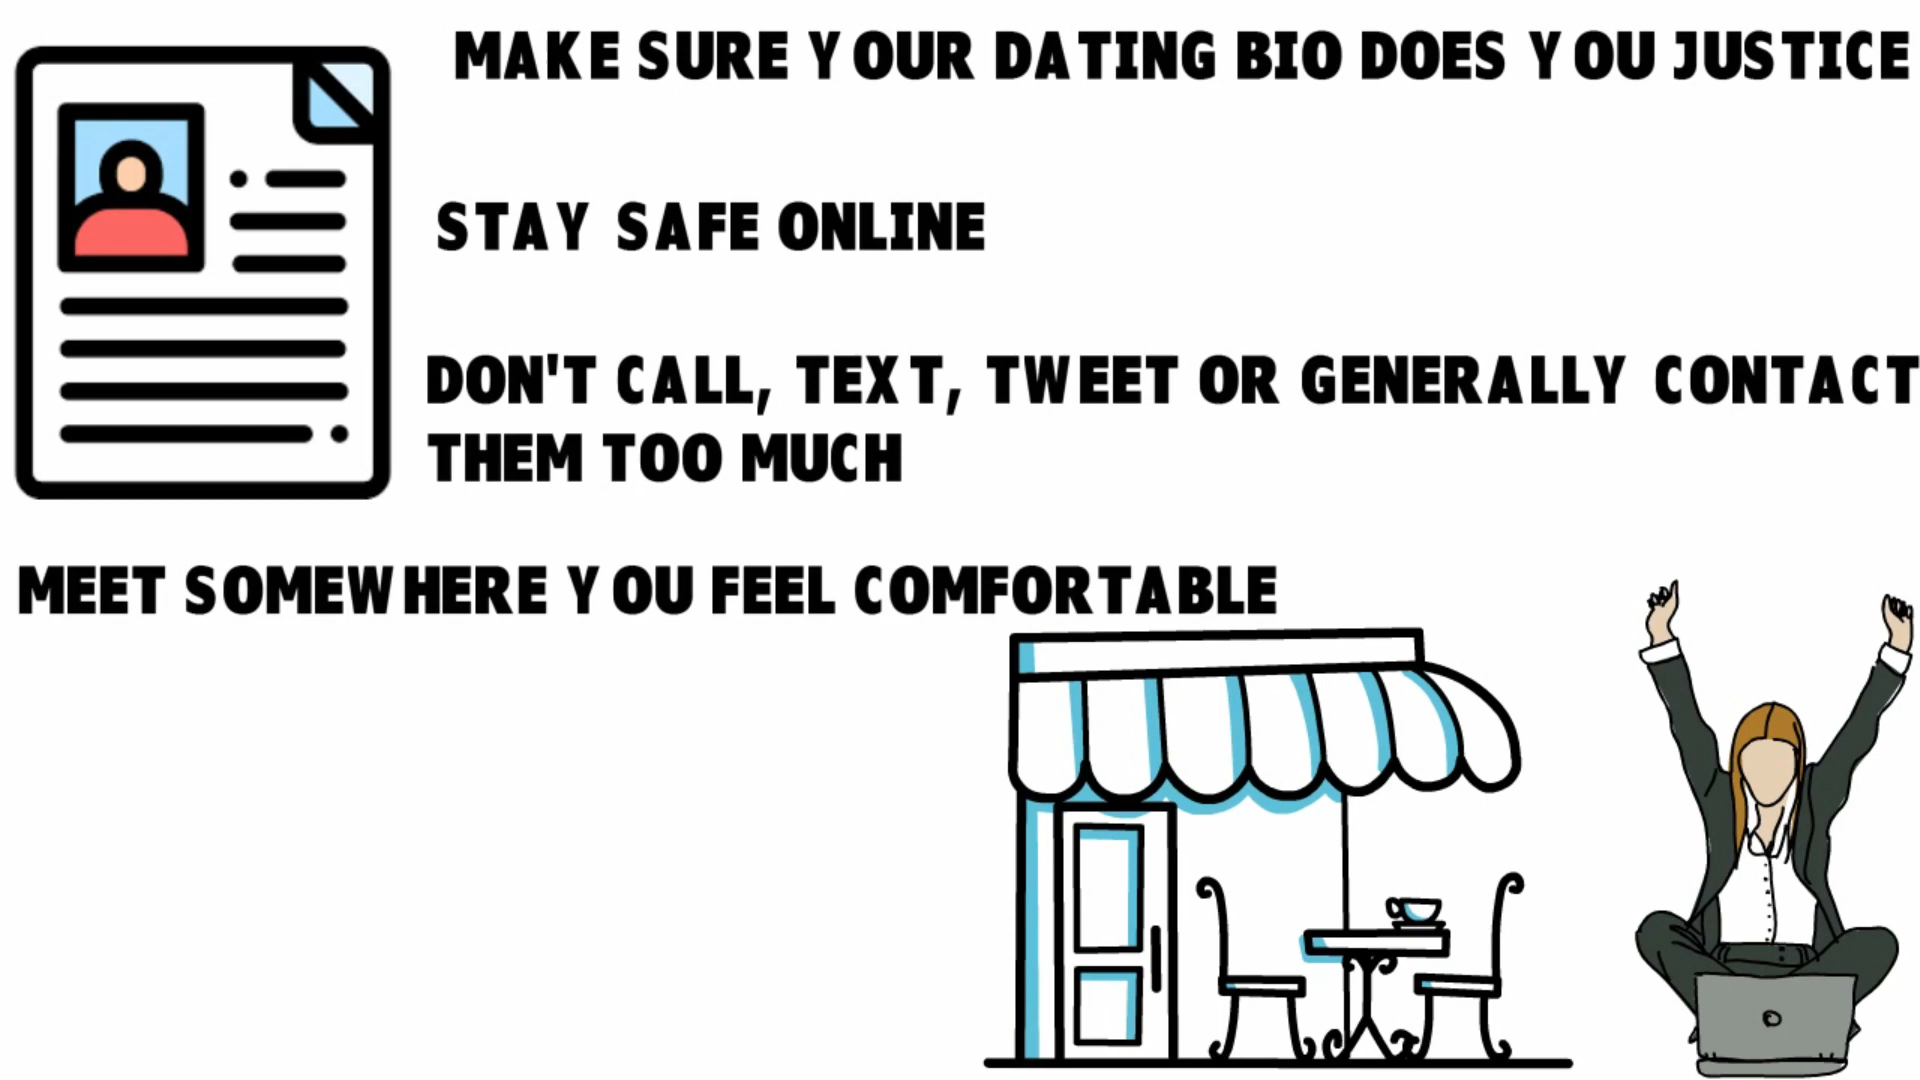 MAKE SURE YOUR DATING BIO DOES YOU JUSTICE
STAY SAFE ONLINE
DON'T CALL, TEXT, TWEET OR GENERALLY CONTACT
THEM TOO MUCH
MEET SOMEWHERE YOU FEEL COMFORTABLE